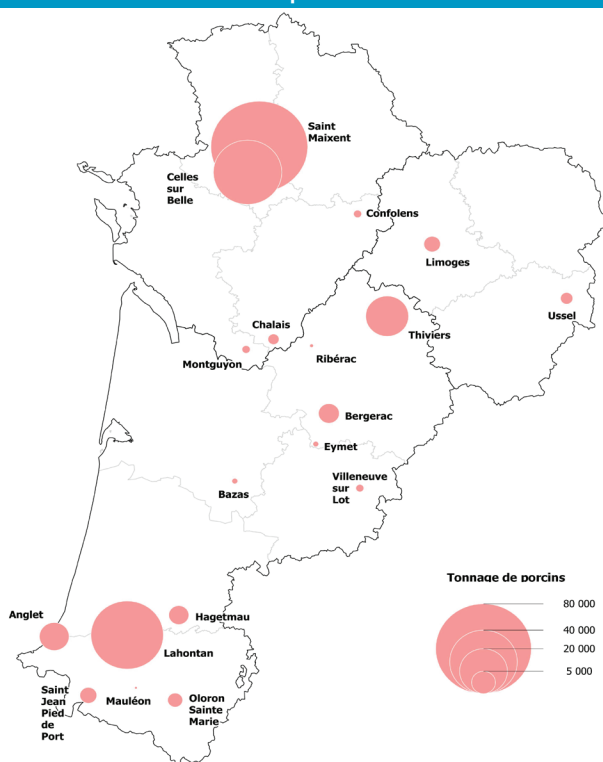 Saint
Maixent
Celles
sur
Belle
Confolens
Limoges
Ussel
Chalais
Thiviers
Montguyon
Ribérac
Bergerac
Eymet
Villeneuve
sur
Lot
Bazas
Tonnage de porcins
80 000
40 000
20 000
5 000
Anglet
Hagetmau
Lahontan
Saint
Jean
Pied
de
Port
Mauléon
Oloron
Sainte
Marie